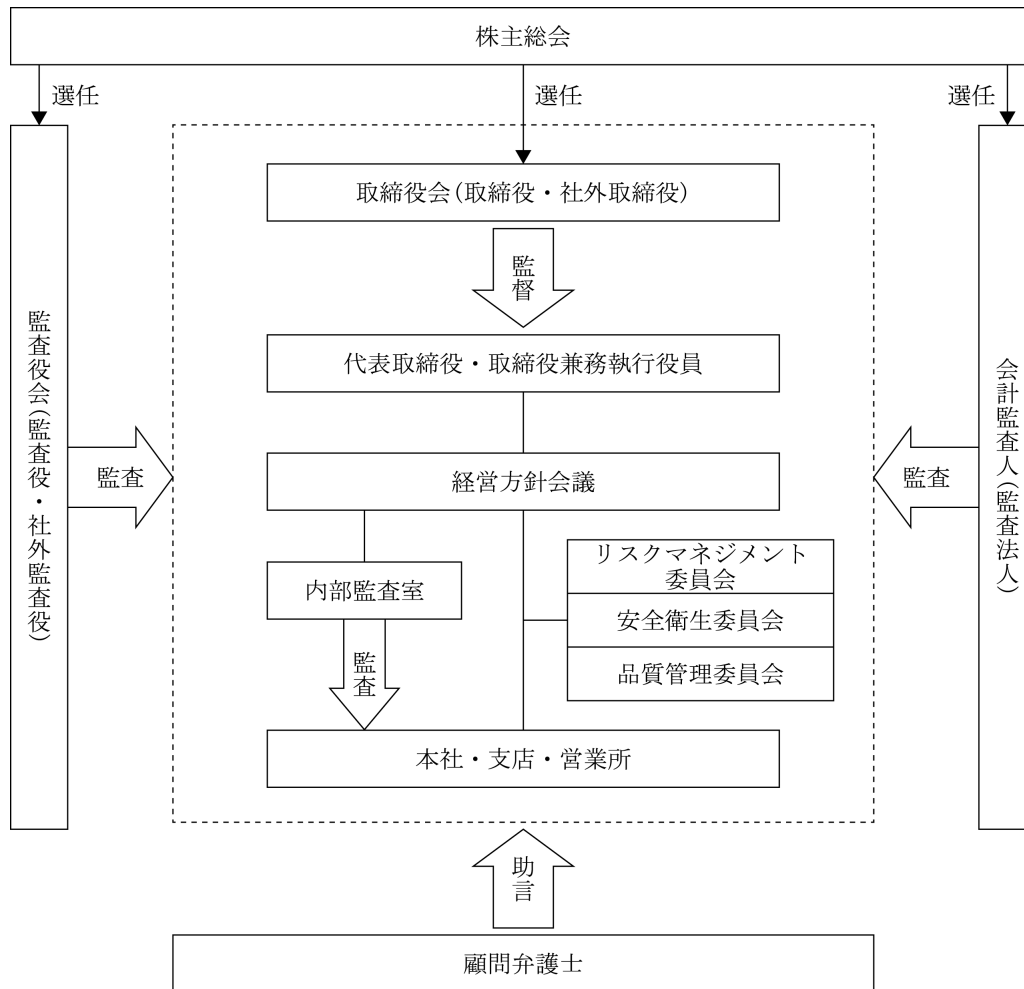 株主総会
選任
選任
選任
取締役会(取締役・社外取締役)
監督
代表取締役・取締役兼務執行役員
監査役会(監査役・社外監査役)
監査
経営方針会議
監査
会計監査人(監査法人)
リスクマネジメント
委員会
内部監査室
安全衛生委員会
監査
品質管理委員会
本社・支店・営業所
助言
顧問弁護士